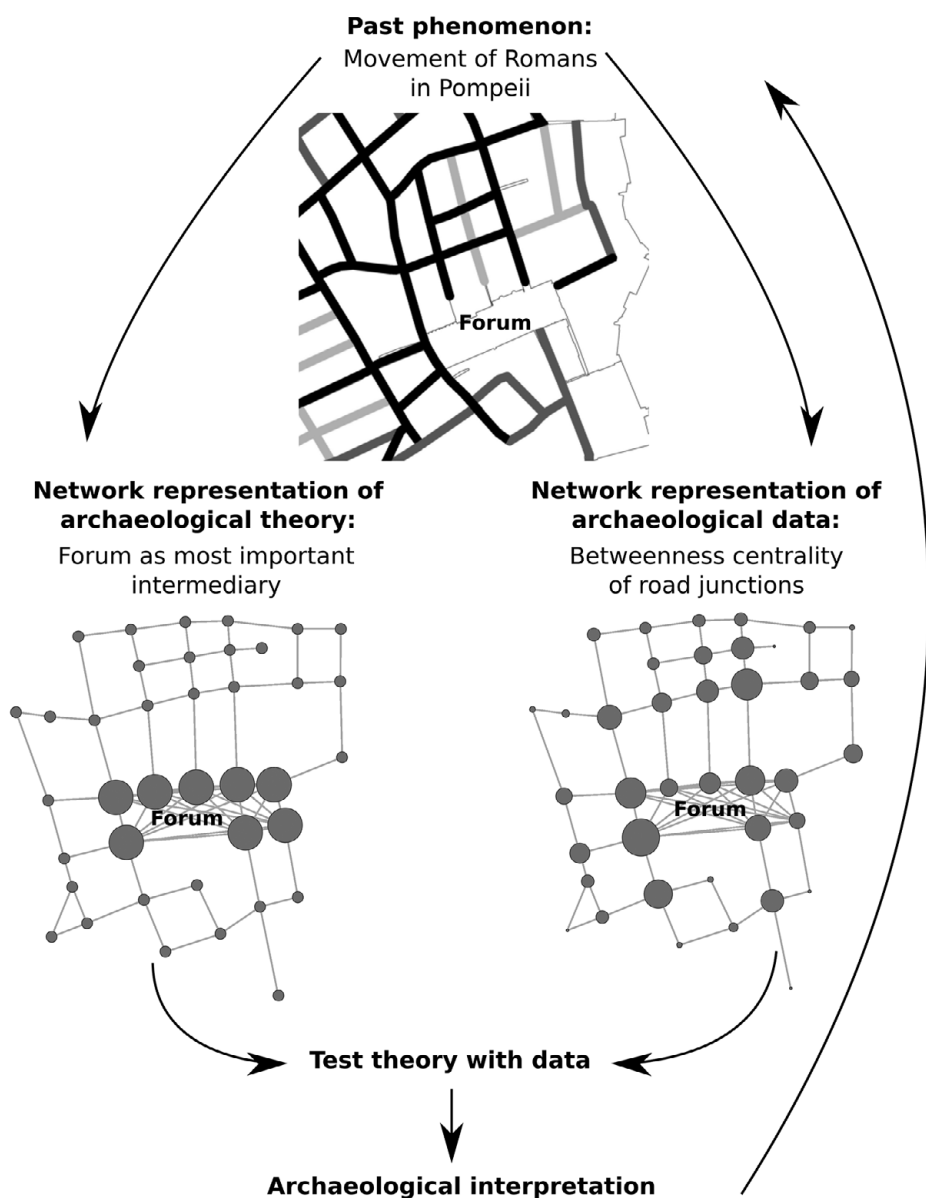 Past phenomenon:
Movement of Romans
in Pompeii
Forum
Network representation of
archaeological theory:
Forum as most important
intermediary
Network representation of
archaeological data:
Betweenness centrality
of road junctions
Forum
Forum
Test theory with data
Archaeological interpretation